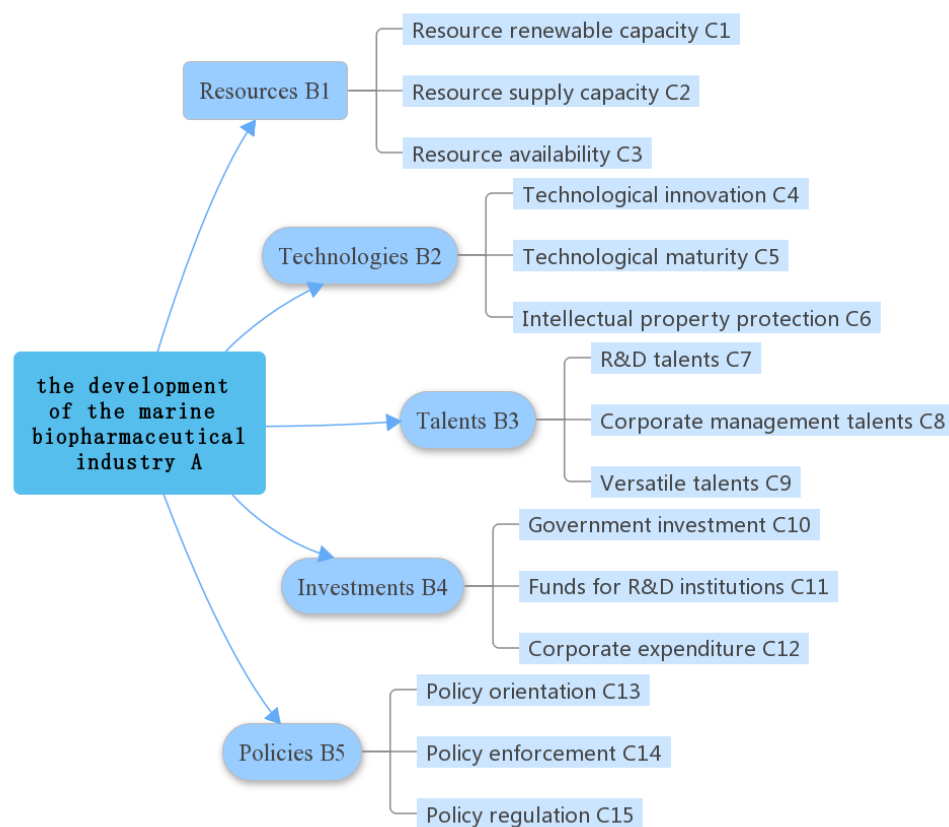 the development
of the marine
biopharmaceutical
industry A
Resources B1
Resource renewable capacity C1
Resource supply capacity C2
Resource availability C3
Technologies B2
Technological innovation C4
Technological maturity C5
Intellectual property protection C6
Talents B3
R&D talents C7
Corporate management talents C8
Versatile talents C9
Investments B4
Government investment C10
Funds for R&D institutions C11
Corporate expenditure C12
Policies B5
Policy orientation C13
Policy enforcement C14
Policy regulation C15